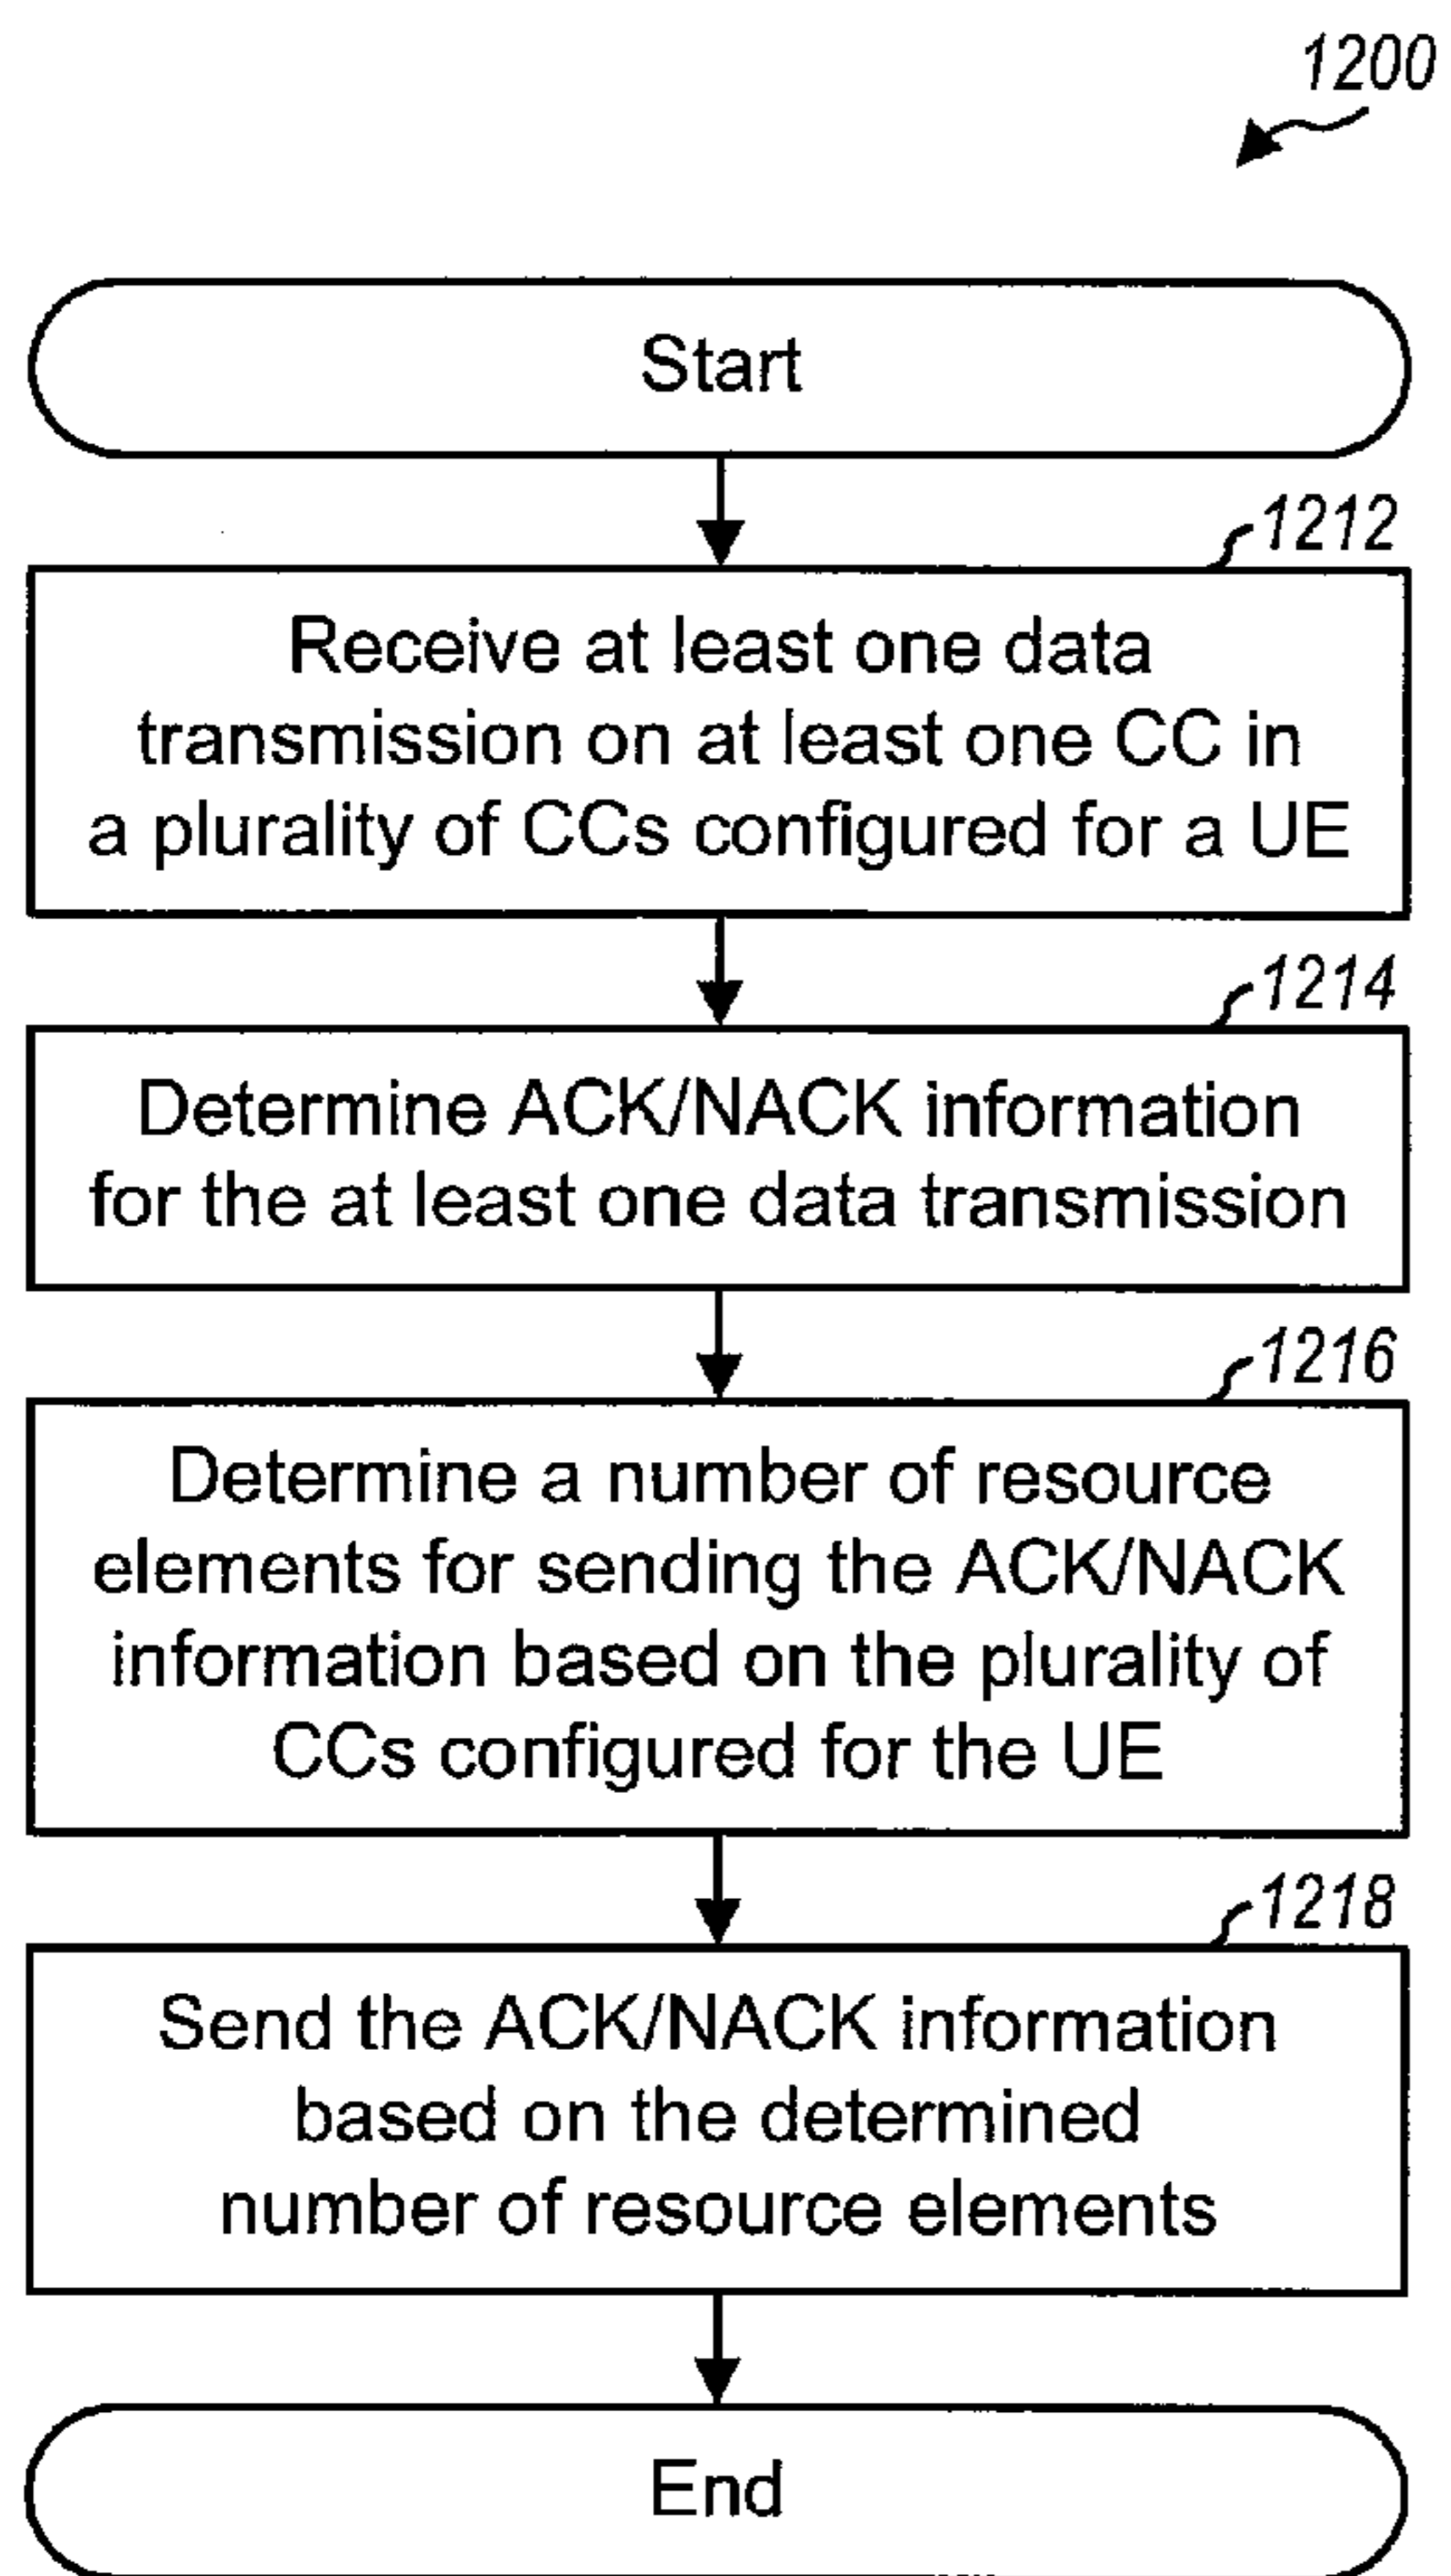 1200
Start
1212
Receive at least one data
transmission on at least one CC in
a plurality of CCs configured for a UE
1214
Determine ACK/NACK information
for the at least one data transmission
1216
Determine a number of resource
elements for sending the ACK/NACK
information based on the plurality of
CCs configured for the UE
1218
Send the ACK/NACK information
based on the determined
number of resource elements
End